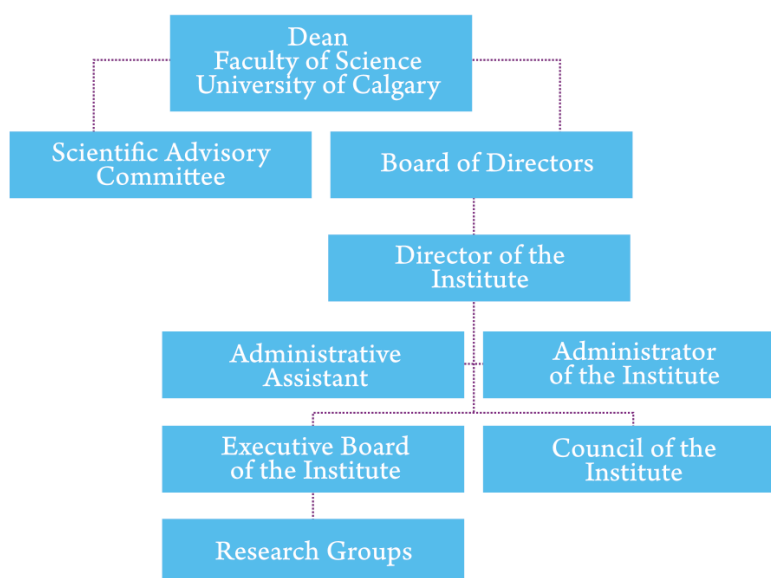 Dean
Faculty of Science
University of Calgary
Scientific Advisory
Committee
Board of Directors
Director of the
Institute
Administrative
Assistant
Administrator
of the Institute
Executive Board
of the Institute
Council of the
Institute
Research Groups